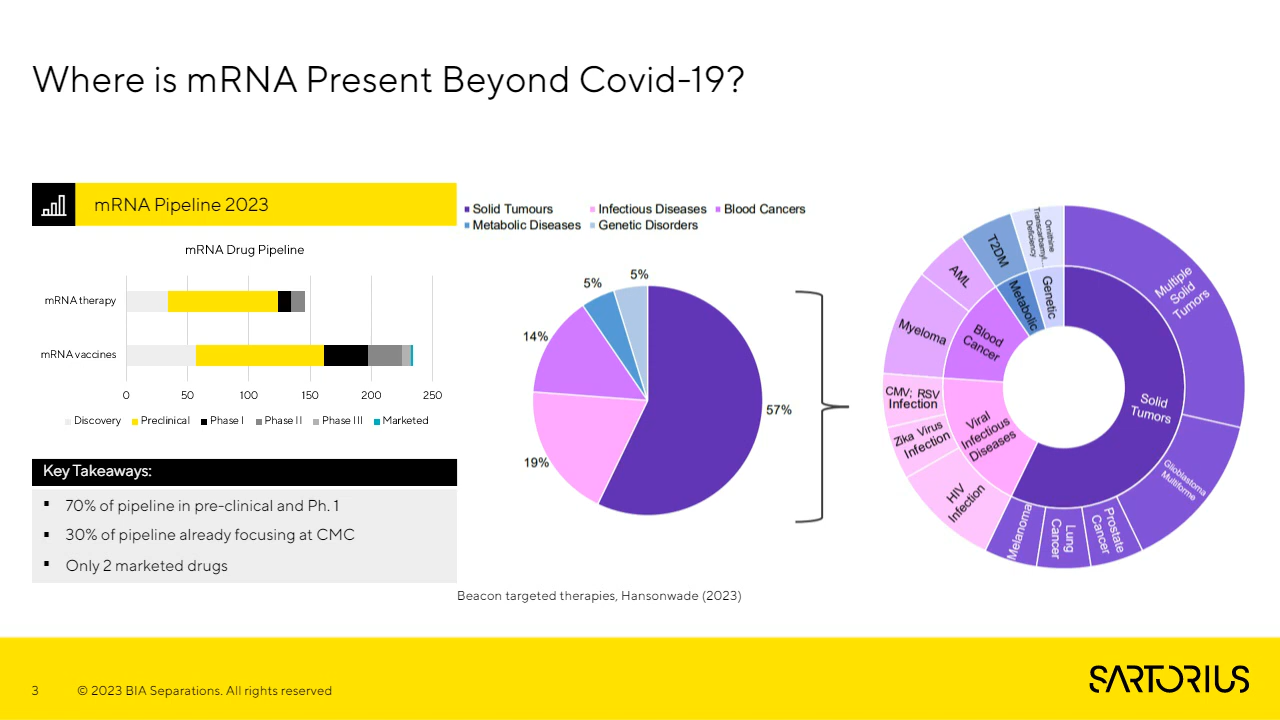 Where is mRNA Present Beyond Covid-19?
mRNA Pipeline 2023
mRNA Drug Pipeline
mRNA therapy
mRNA vaccines
0 50 100 150 200 250
Discovery Preclinical Phase I Phase II Phase III Marketed
Key Takeaways:
▪ 70% of pipeline in pre-clinical and Ph. 1
▪ 30% of pipeline already focusing at CMC
▪ Only 2 marketed drugs
Solid Tumours Infectious Diseases Blood Cancers
Metabolic Diseases Genetic Disorders
5%
5%
14%
57%
19%
Ornithine
Transcarbamyl...
Deficiency
T2DM
AML
Myeloma
CMV; RSV
Infection
Zika Virus
Infection
HIV
Infection
Melanoma
Lung
Cancer
Prostate
Cancer
Glioblastoma
Multiforme
Multiple
Solid
Tumors
Genetic
Metabolic
Blood
Cancer
Viral
Infectious
Diseases
Solid
Tumors
Beacon targeted therapies, Hansonwade (2023)
3 © 2023 BIA Separations. All rights reserved
SARTORIUS